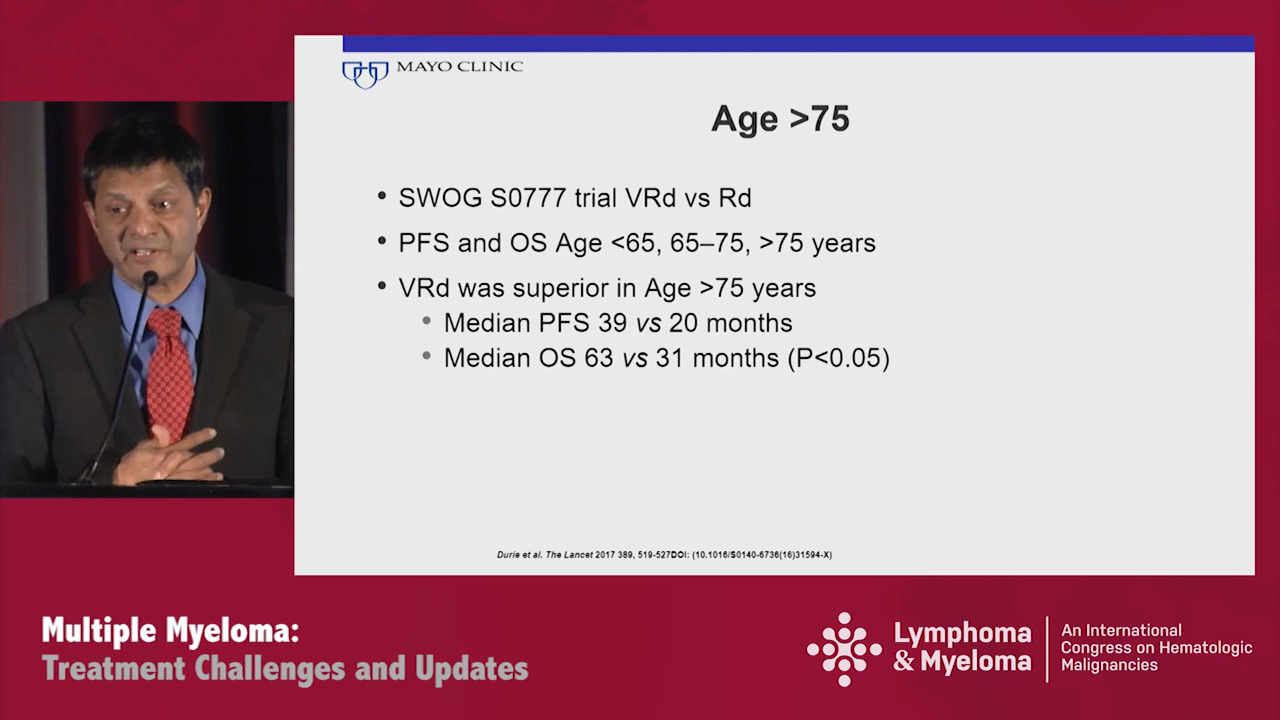 MAYO CLINIC
Age >75
• SWOG S0777 trial VRd vs Rd
• PFS and OS Age <65, 65–75, >75 years
• VRd was superior in Age >75 years
• Median PFS 39 vs 20 months
• Median OS 63 vs 31 months (P<0.05)
Durie et al. The Lancet 2017 389, 519-527DOI: (10.1016/S0140-6736(16)31594-X)
Multiple Myeloma:
Treatment Challenges and Updates
Lymphoma
& Myeloma
An International
Congress on Hematologic
Malignancies